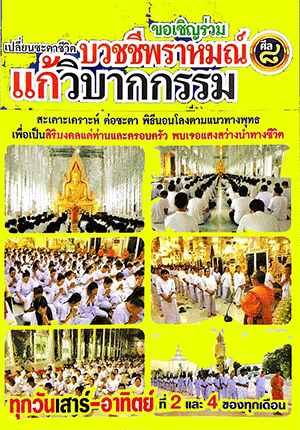 ขอเชิญร่วม
เปลี่ยนชะตาชีวิต บวชชีพราหมณ์ ศีล ๘
แก้วิบากกรรม
สะเดาะเคราะห์ ต่อชะตา พิธีนอนโลงตามแนวทางพุทธ
เพื่อเป็นสิริมงคลแก่ท่านและครอบครัว พบเจอแสงสว่างนำทางชีวิต
ทุกวันเสาร์-อาทิตย์ ที่ 2 และ 4 ของทุกเดือน